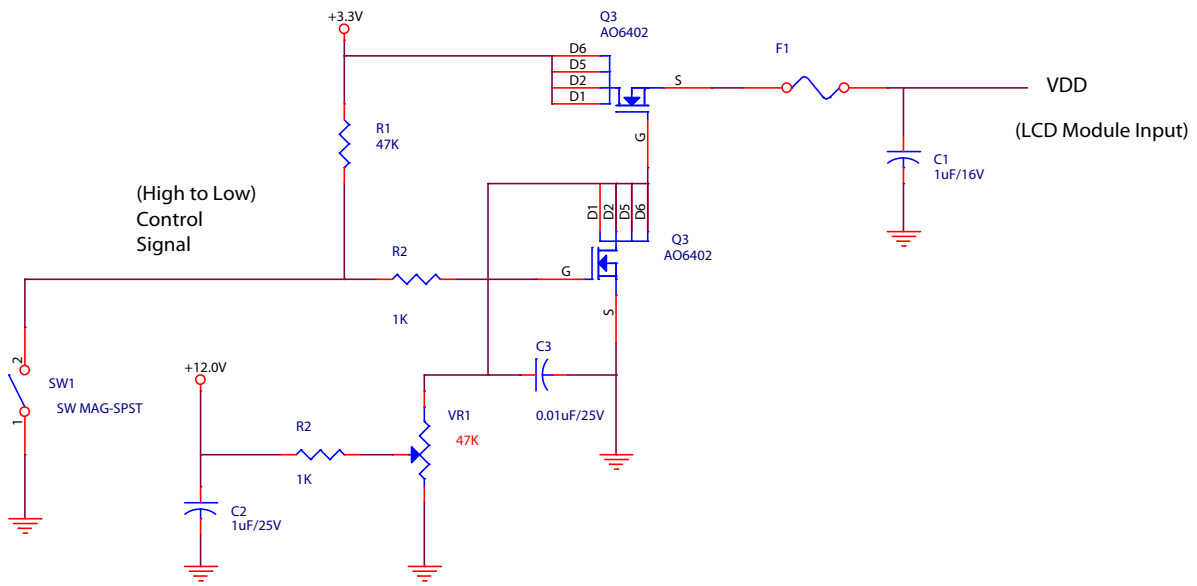 +3.3V
Q3
AO6402
D6
D5
D2
D1
S
G
F1
VDD
(LCD Module Input)
R1
47K
C1
1uF/16V
(High to Low)
Control
Signal
D1
D2
D5
D6
Q3
AO6402
R2
1K
G
S
2
SW1
SW MAG-SPST
1
+12.0V
C3
0.01uF/25V
VR1
47K
R2
1K
C2
1uF/25V